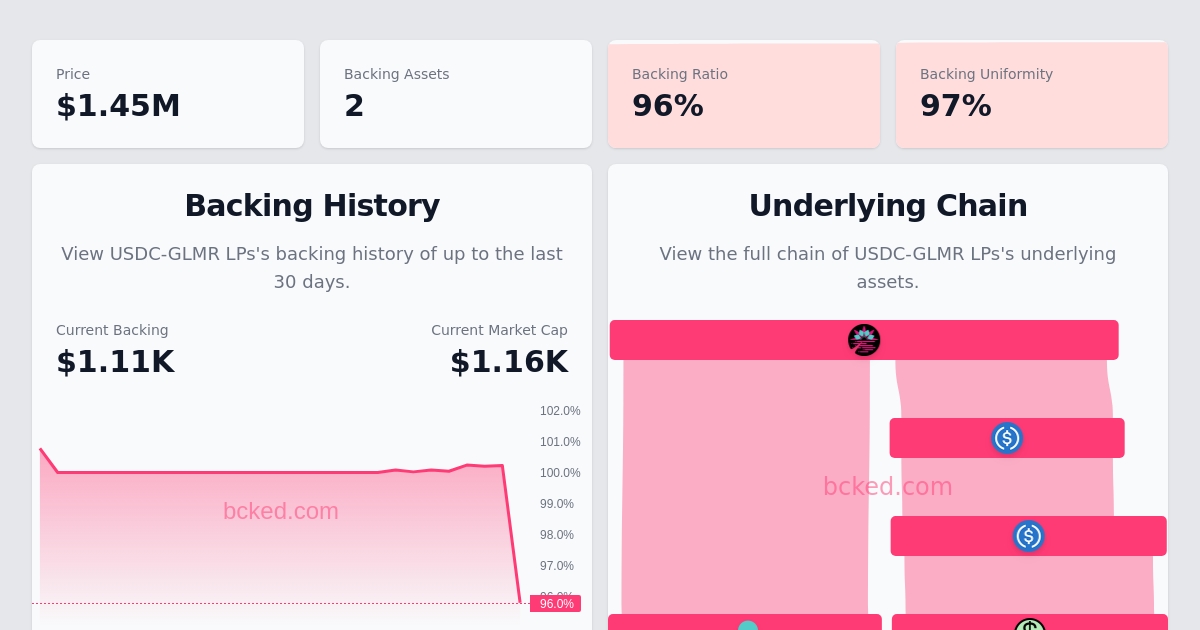 Price
$1.45M
Backing Assets
2
Backing Ratio
96%
Backing Uniformity
97%
Backing History
View USDC-GLMR LPs's backing history of up to the last
30 days.
Current Backing
$1.11K
Current Market Cap
$1.16K
102.0%
101.0%
100.0%
99.0%
98.0%
97.0%
96.0%
bcked.com
Underlying Chain
View the full chain of USDC-GLMR LPs's underlying
assets.
bcked.com